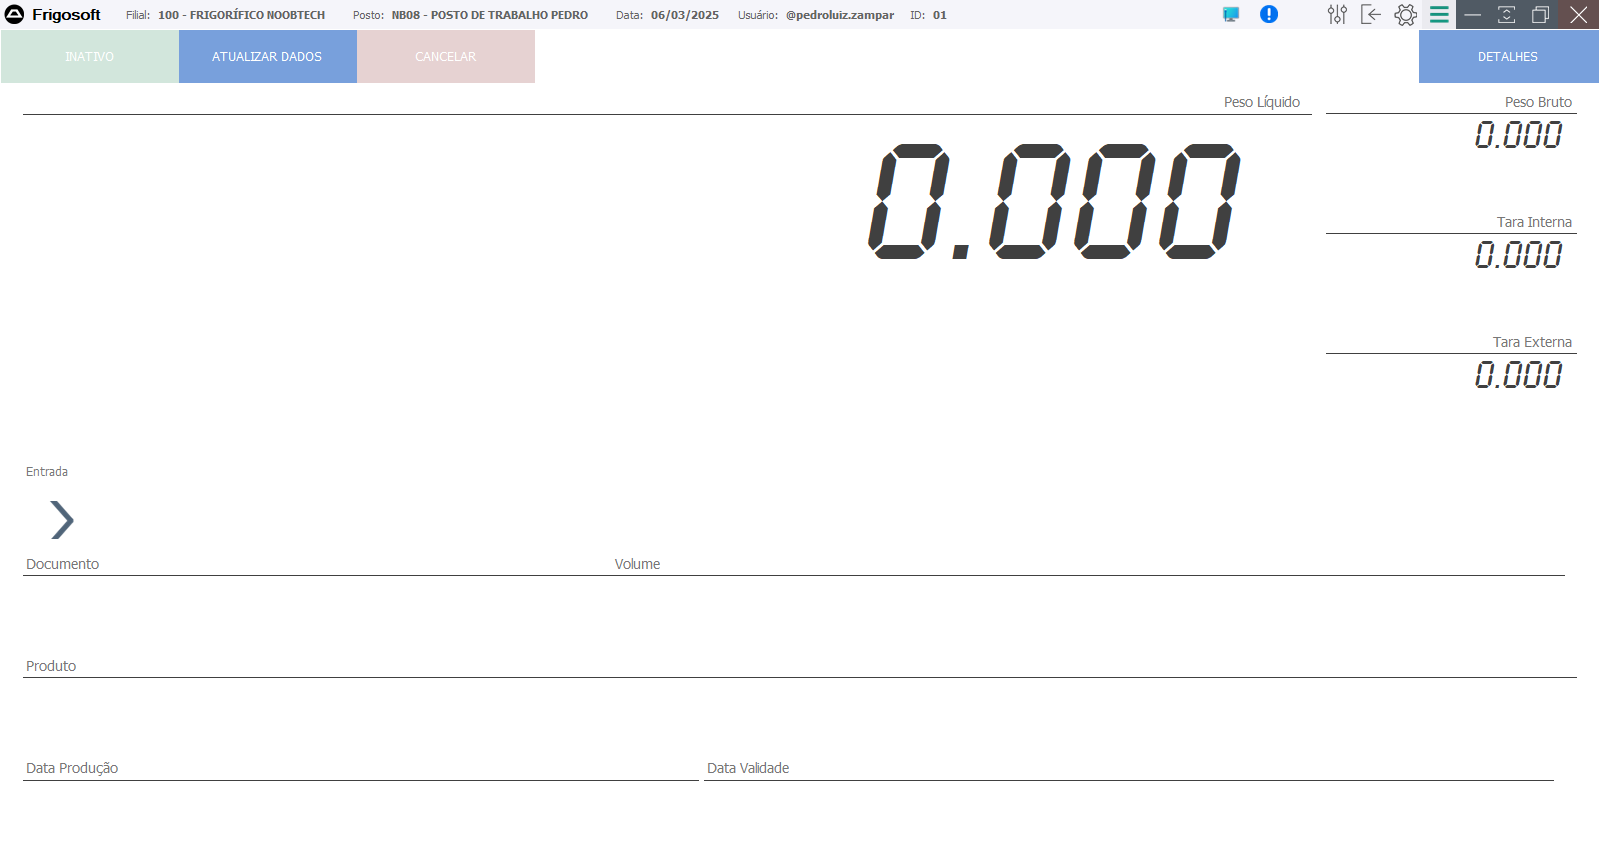 Frigosoft Filial: 100 - FRIGORÍFICO NOOBTECH Posto: NB08 - POSTO DE TRABALHO PEDRO Data: 06/03/2025 Usuário: @pedroluiz.zampar ID: 01
INATIVO ATUALIZAR DADOS CANCELAR DETALHES
Peso Líquido Peso Bruto
0.000 0.000
Tara Interna
0.000
Tara Externa
0.000
Entrada
Documento Volume
Produto
Data Produção Data Validade